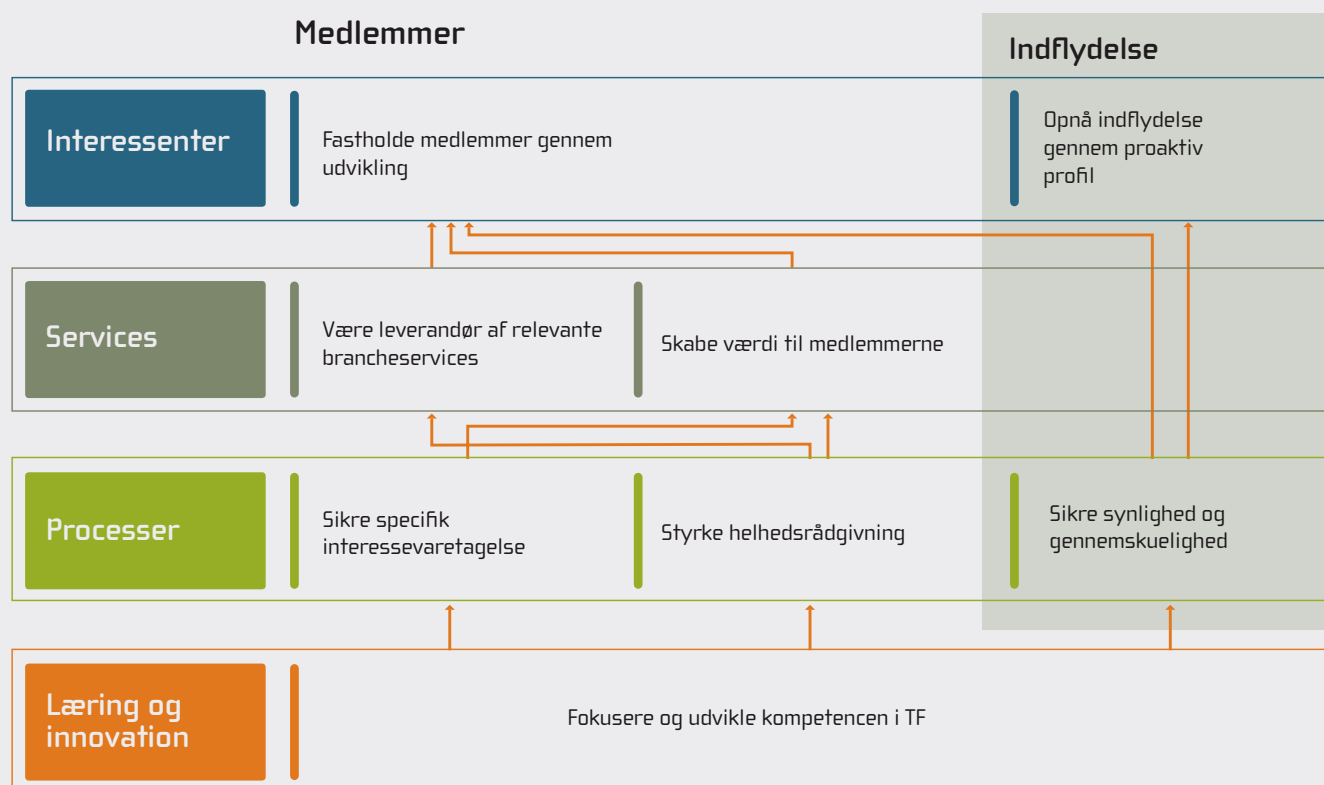 Medlemmer
Indflydelse
Interessenter
Fastholde medlemmer gennem
udvikling
Opnå indflydelse
gennem proaktiv
profil
Services
Være leverandør af relevante
brancheservices
Skabe værdi til medlemmerne
Processer
Sikre specifik
interessevaretagelse
Styrke helhedsrådgivning
Sikre synlighed og
gennemskuelighed
Læring og
innovation
Fokusere og udvikle kompetencen i TF